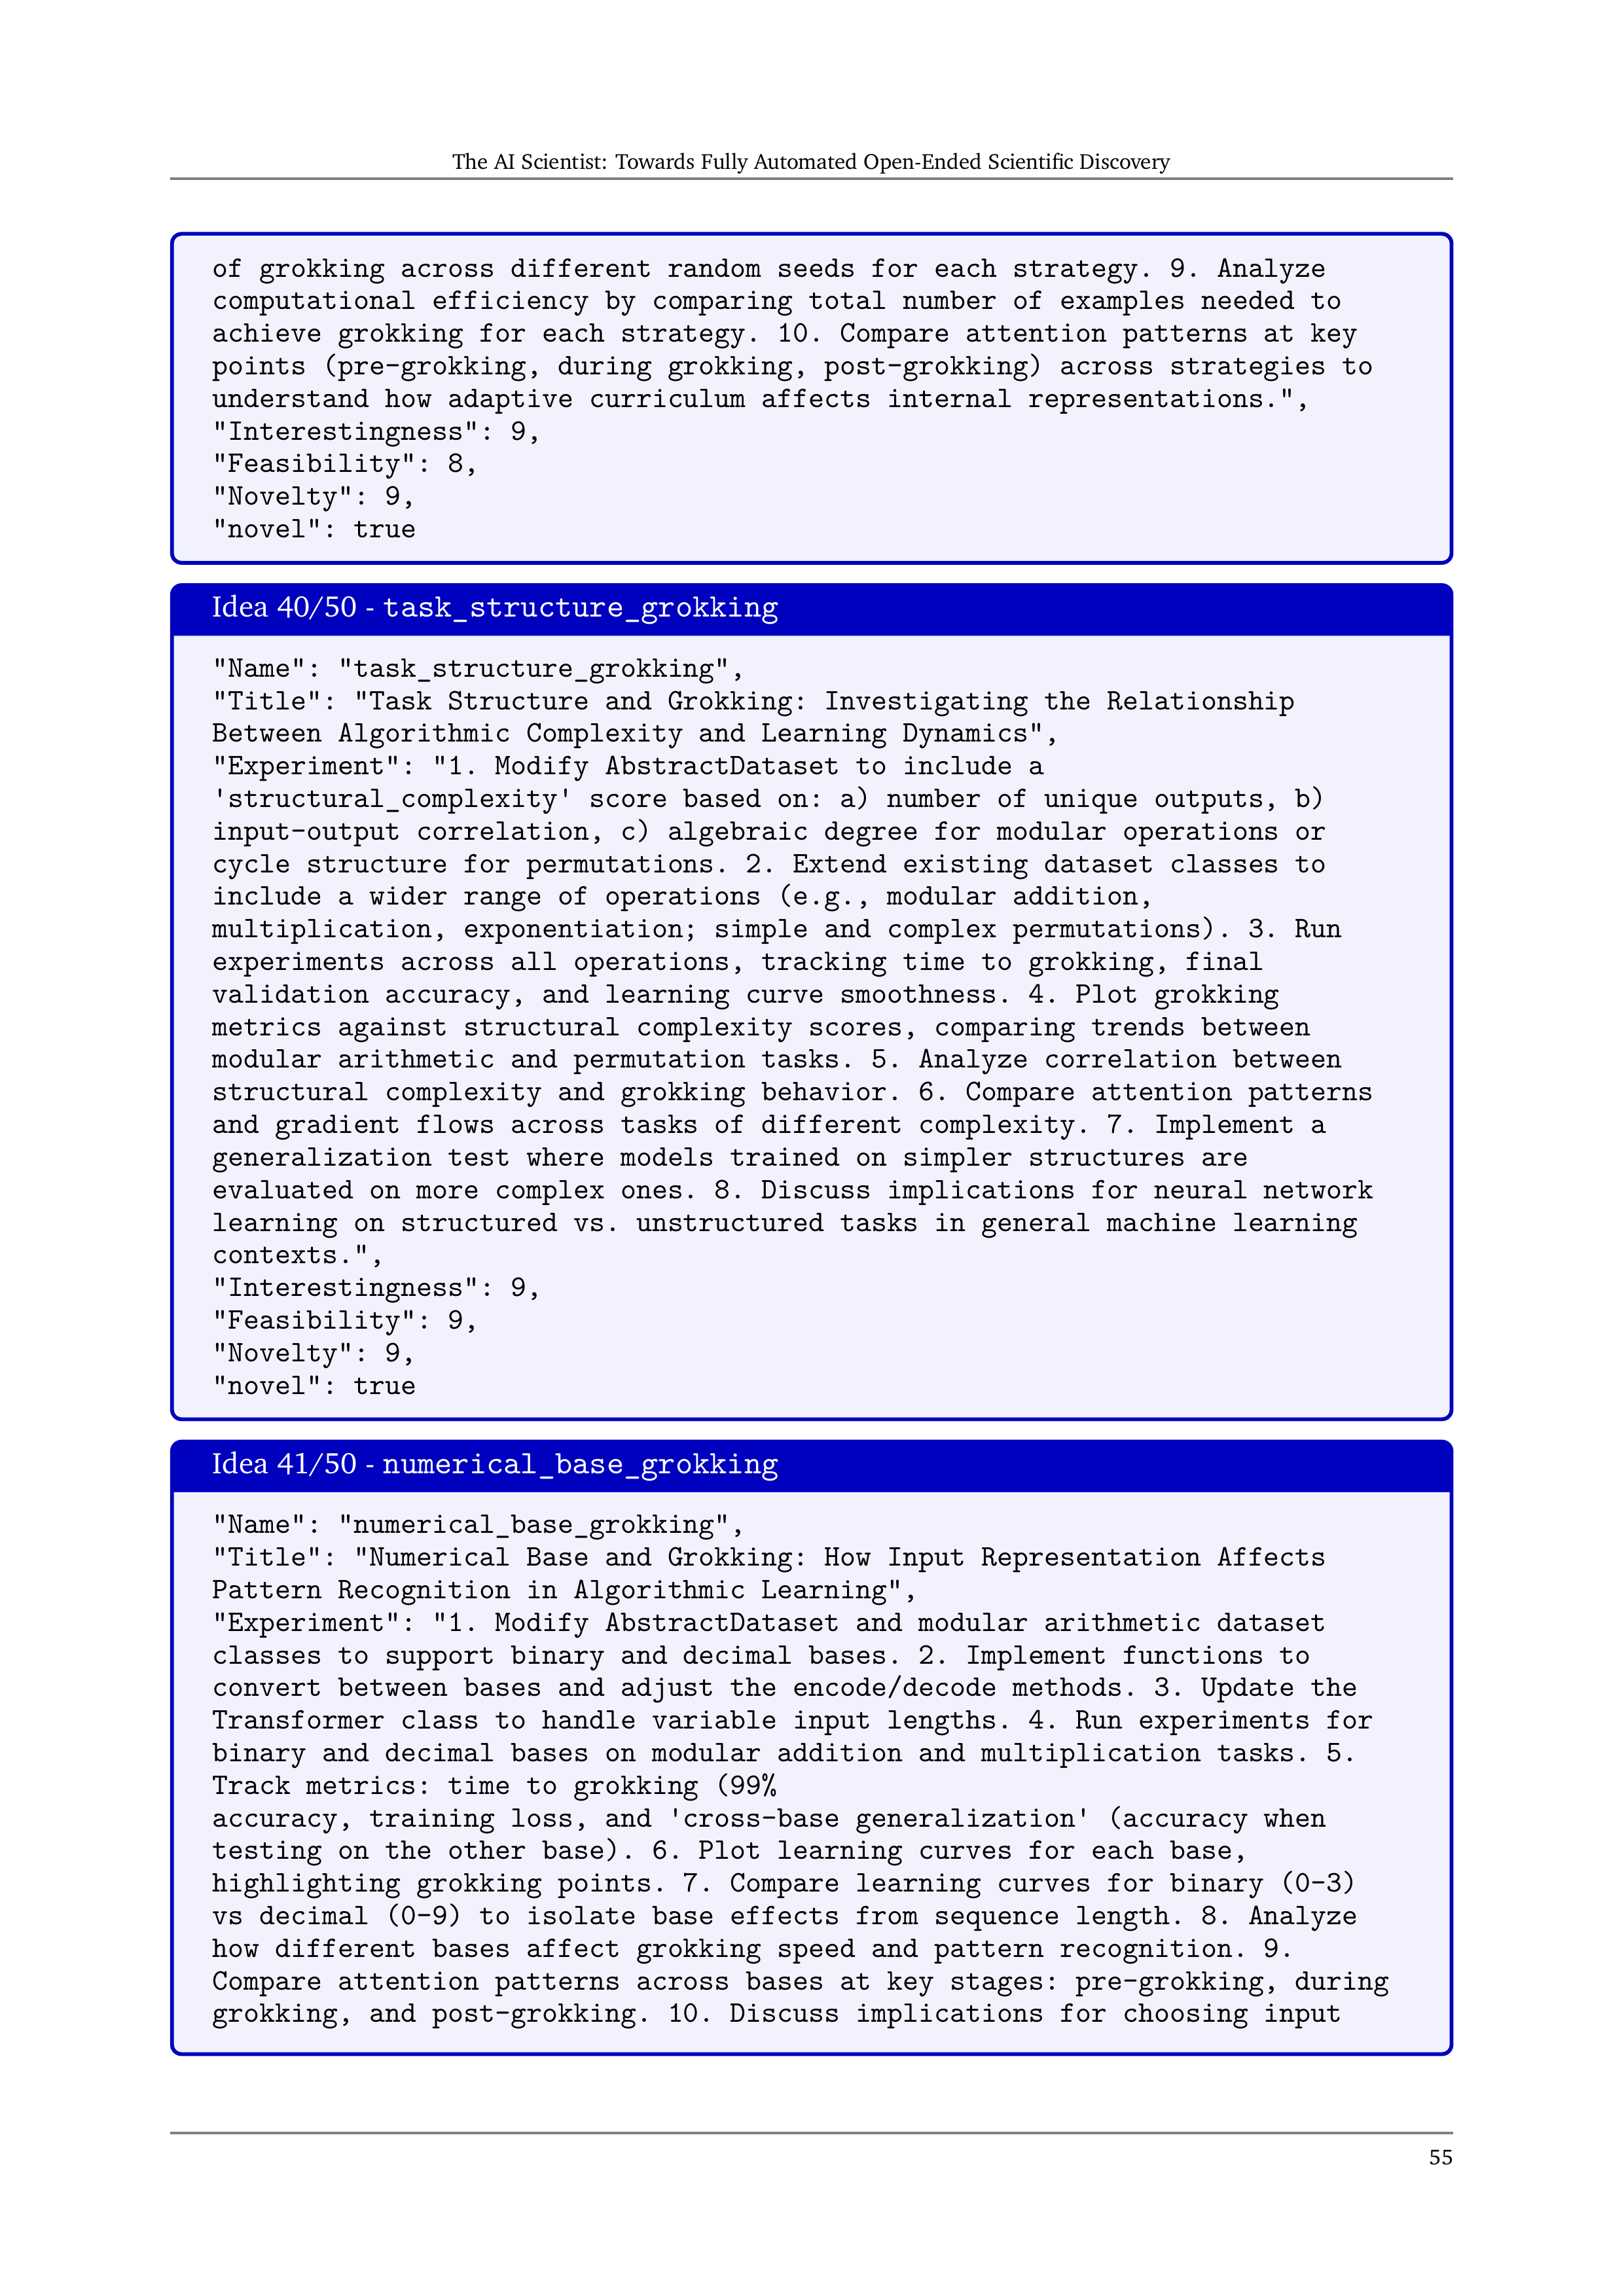 The AI Scientist: Towards Fully Automated Open-Ended Scientific Discovery
of grokking across different random seeds for each strategy. 9. Analyze
computational efficiency by comparing total number of examples needed to
achieve grokking for each strategy. 10. Compare attention patterns at key
points (pre-grokking, during grokking, post-grokking) across strategies to
understand how adaptive curriculum affects internal representations.",
"Interestingness": 9,
"Feasibility": 8,
"Novelty": 9,
"novel": true
Idea 40/50 - task_structure_grokking
"Name": "task_structure_grokking",
"Title": "Task Structure and Grokking: Investigating the Relationship
Between Algorithmic Complexity and Learning Dynamics",
"Experiment": "1. Modify AbstractDataset to include a
'structural_complexity' score based on: a) number of unique outputs, b)
input-output correlation, c) algebraic degree for modular operations or
cycle structure for permutations. 2. Extend existing dataset classes to
include a wider range of operations (e.g., modular addition,
multiplication, exponentiation; simple and complex permutations). 3. Run
experiments across all operations, tracking time to grokking, final
validation accuracy, and learning curve smoothness. 4. Plot grokking
metrics against structural complexity scores, comparing trends between
modular arithmetic and permutation tasks. 5. Analyze correlation between
structural complexity and grokking behavior. 6. Compare attention patterns
and gradient flows across tasks of different complexity. 7. Implement a
generalization test where models trained on simpler structures are
evaluated on more complex ones. 8. Discuss implications for neural network
learning on structured vs. unstructured tasks in general machine learning
contexts.",
"Interestingness": 9,
"Feasibility": 9,
"Novelty": 9,
"novel": true
Idea 41/50 - numerical_base_grokking
"Name": "numerical_base_grokking",
"Title": "Numerical Base and Grokking: How Input Representation Affects
Pattern Recognition in Algorithmic Learning",
"Experiment": "1. Modify AbstractDataset and modular arithmetic dataset
classes to support binary and decimal bases. 2. Implement functions to
convert between bases and adjust the encode/decode methods. 3. Update the
Transformer class to handle variable input lengths. 4. Run experiments for
binary and decimal bases on modular addition and multiplication tasks. 5.
Track metrics: time to grokking (99%
accuracy, training loss, and 'cross-base generalization' (accuracy when
testing on the other base). 6. Plot learning curves for each base,
highlighting grokking points. 7. Compare learning curves for binary (0-3)
vs decimal (0-9) to isolate base effects from sequence length. 8. Analyze
how different bases affect grokking speed and pattern recognition. 9.
Compare attention patterns across bases at key stages: pre-grokking, during
grokking, and post-grokking. 10. Discuss implications for choosing input
55